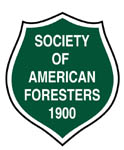 SOCIETY
OF
AMERICAN
FORESTERS
1900